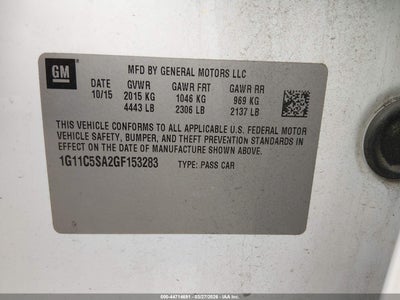 GM
MFD BY GENERAL MOTORS LLC
DATE GVWR GAWR FRT GAWR RR
10/15 2015 KG 1046 KG 969 KG
4443 LB 2306 LB 2137 LB
THIS VEHICLE CONFORMS TO ALL APPLICABLE U.S. FEDERAL MOTOR
VEHICLE SAFETY, BUMPER, AND THEFT PREVENTION STANDARDS
IN EFFECT ON THE DATE OF MANUFACTURE SHOWN ABOVE.
1G11C5SA2GF153283 TYPE: PASS CAR